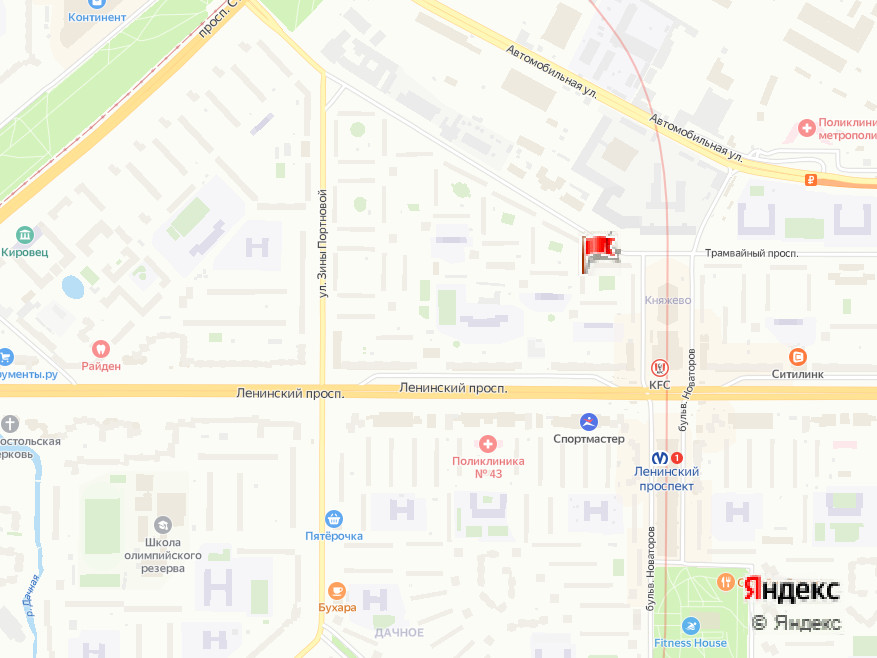 Континент
просп. С
Автомобильная ул.
Автомобильная ул.
Поликлини
метрополи
ул. Зины Портновой
Кировец
Трамвайный просп.
Княжево
Райден
рументы.ру
Ситилинк
KFC
Ленинский просп.
Ленинский просп.
бульв. Новаторов
Спортмастер
остольская
ерковь
Поликлиника
№ 43
1
Ленинский
проспект
Пятёрочка
Школа
олимпийского
резерва
бульв. Новаторов
р. Дачная
Бухара
ДАЧНОЕ
Fitness House
Яндекс
© Яндекс